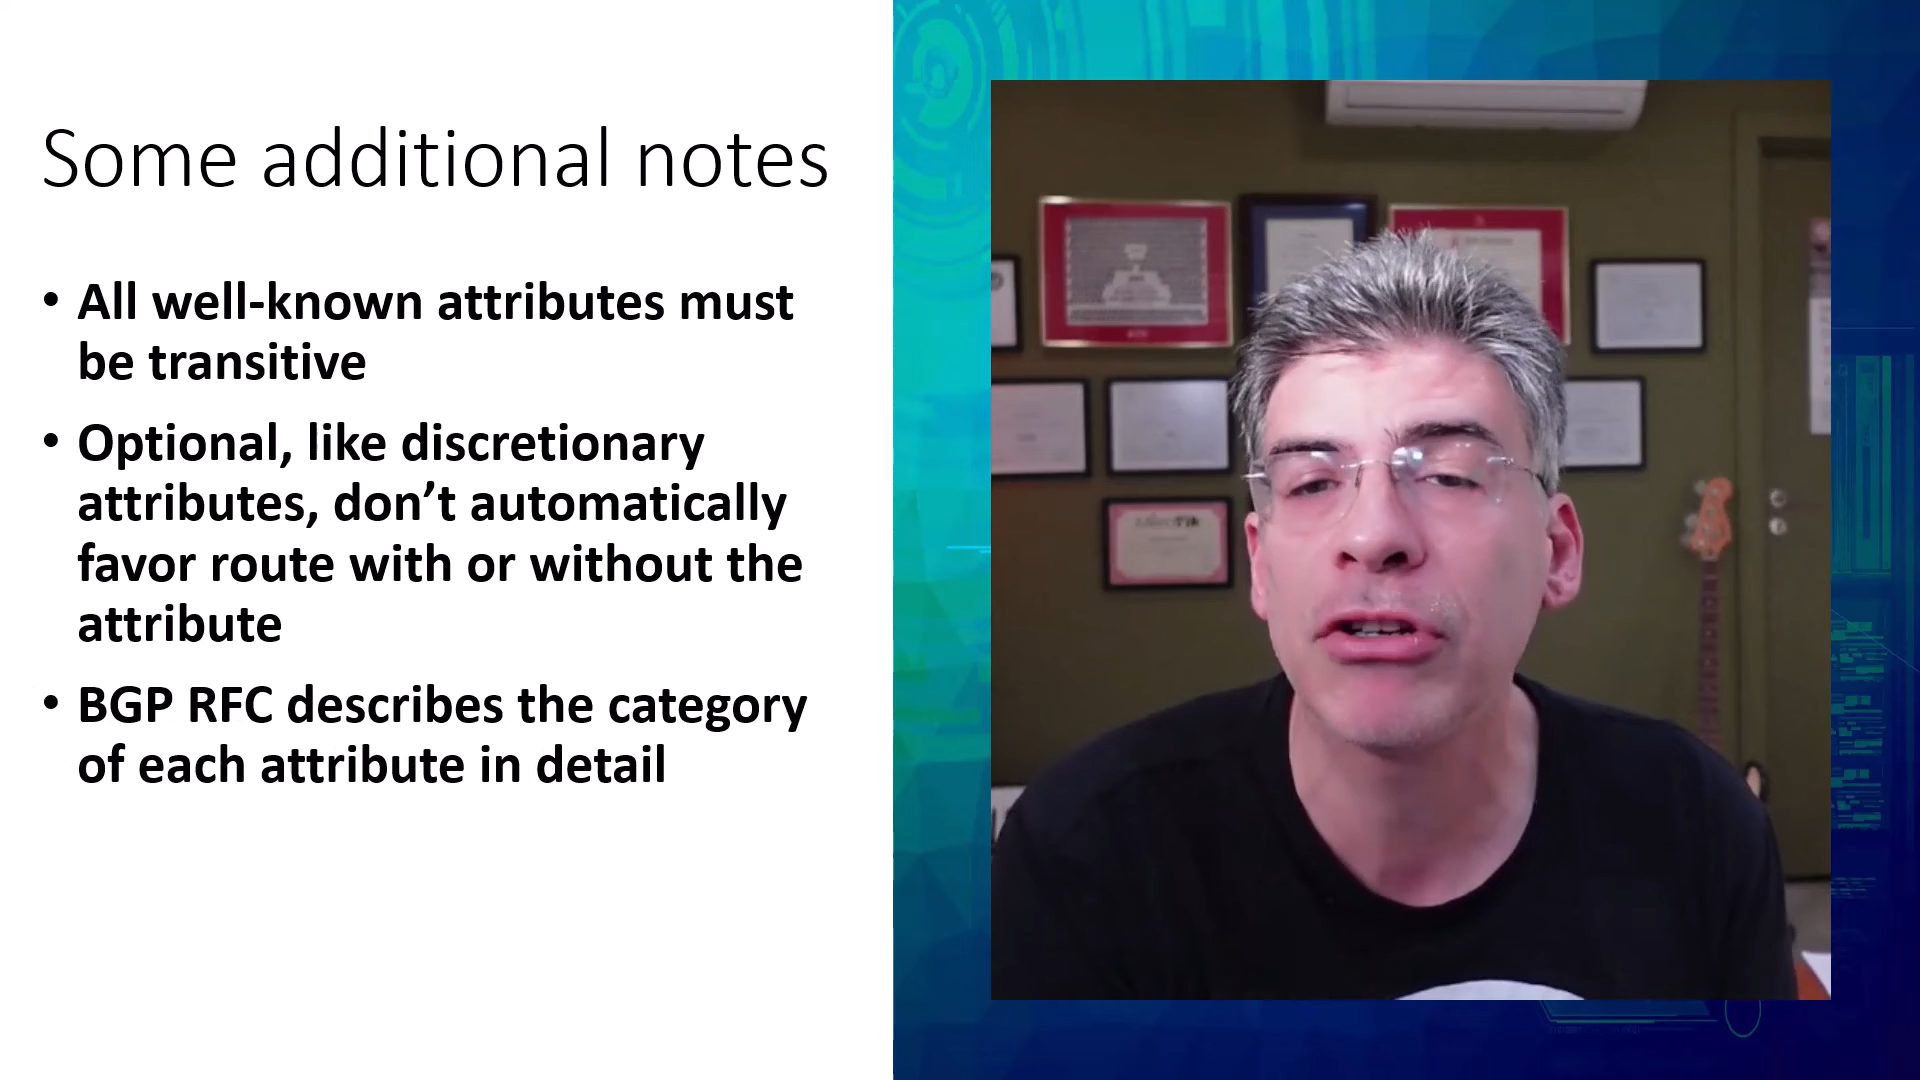 Some additional notes
• All well-known attributes must
be transitive
• Optional, like discretionary
attributes, don’t automatically
favor route with or without the
attribute
• BGP RFC describes the category
of each attribute in detail